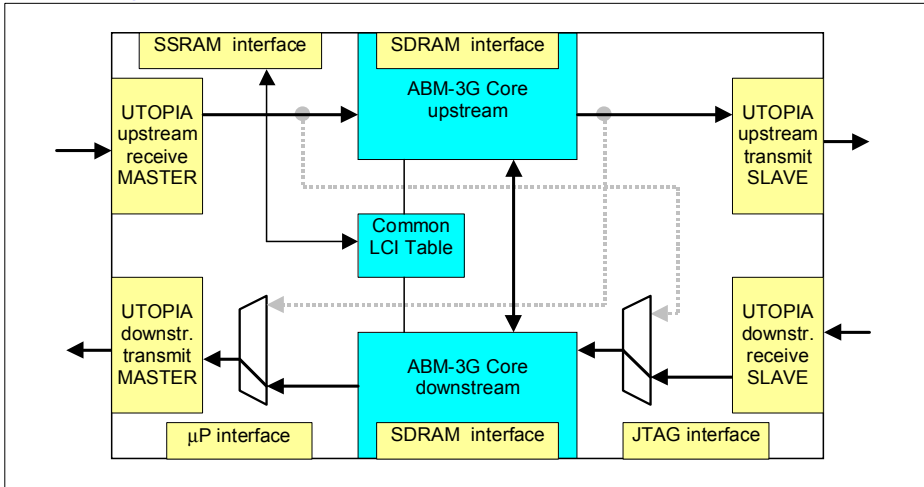 SSRAM interface
SDRAM interface
UTOPIA
upstream
receive
MASTER
ABM-3G Core
upstream
UTOPIA
upstream
transmit
SLAVE
Common
LCI Table
UTOPIA
downstr.
transmit
MASTER
ABM-3G Core
downstream
UTOPIA
downstr.
receive
SLAVE
µP interface
SDRAM interface
JTAG interface